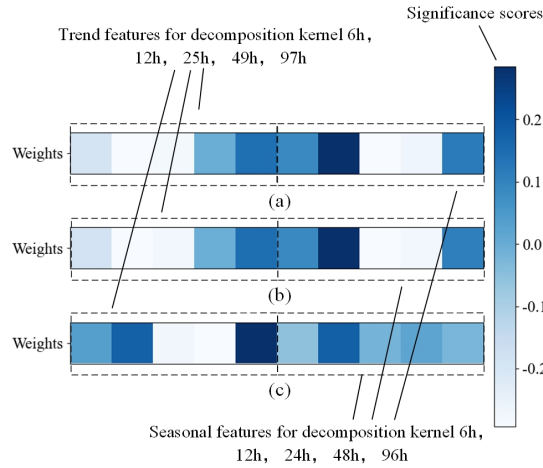 Significance scores
Trend features for decomposition kernel 6h,
12h, 25h, 49h, 97h
Weights
(a)
Weights
(b)
Weights
(c)
0.2
0.1
0.0
-0.1
-0.2
Seasonal features for decomposition kernel 6h,
12h, 24h, 48h, 96h